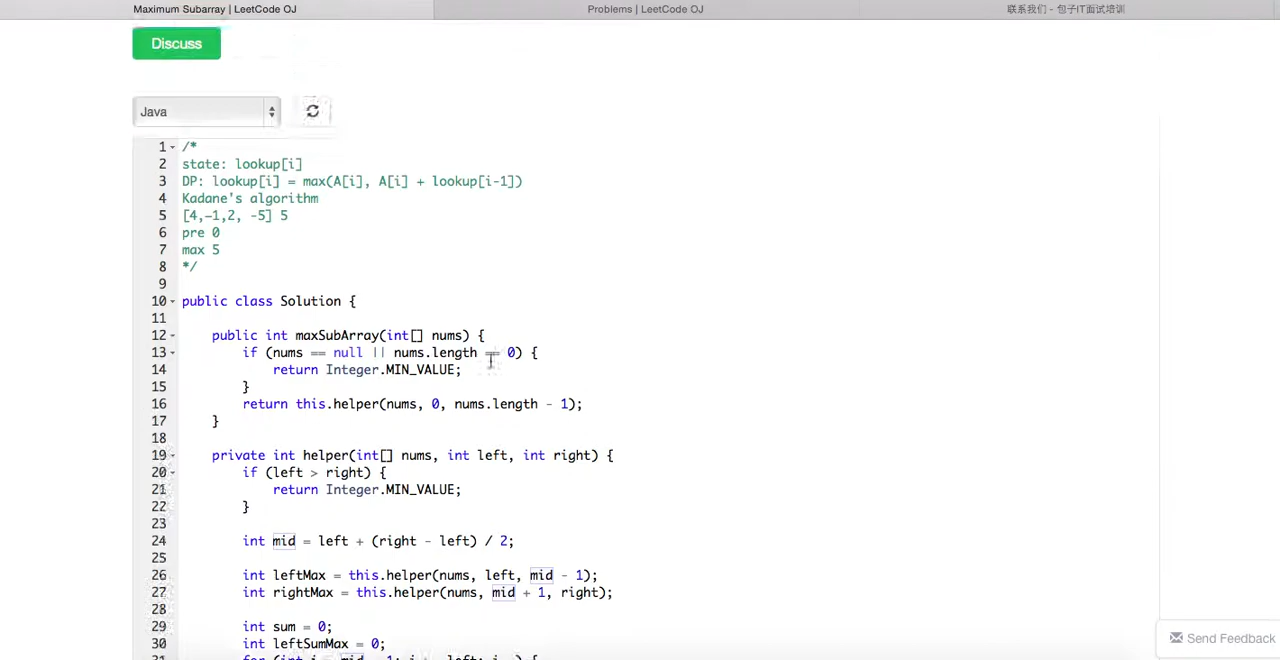 Maximum Subarray | LeetCode OJ
Problems | LeetCode OJ
联系我们 - 包子IT面试培训
Discuss
Java
1 /*
2 state: lookup[i]
3 DP: lookup[i] = max(A[i], A[i] + lookup[i-1])
4 Kadane's algorithm
5 [4,-1,2, -5] 5
6 pre 0
7 max 5
8 */
9
10 public class Solution {
11
12 public int maxSubArray(int[] nums) {
13 if (nums == null || nums.length == 0) {
14 return Integer.MIN_VALUE;
15 }
16 return this.helper(nums, 0, nums.length - 1);
17 }
18
19 private int helper(int[] nums, int left, int right) {
20 if (left > right) {
21 return Integer.MIN_VALUE;
22 }
23
24 int mid = left + (right - left) / 2;
25
26 int leftMax = this.helper(nums, left, mid - 1);
27 int rightMax = this.helper(nums, mid + 1, right);
28
29 int sum = 0;
30 int leftSumMax = 0;
Send Feedback